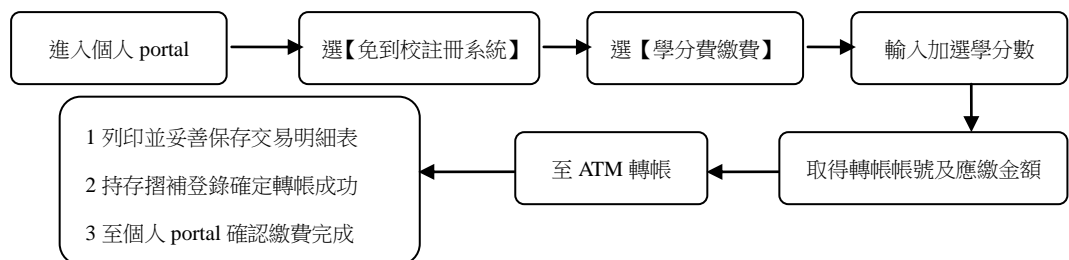 進入個人 portal
選【免到校註冊系統】
選【學分費繳費】
輸入加選學分數
取得轉帳帳號及應繳金額
至 ATM 轉帳
1 列印並妥善保存交易明細表
2 持存摺補登錄確定轉帳成功
3 至個人 portal 確認繳費完成